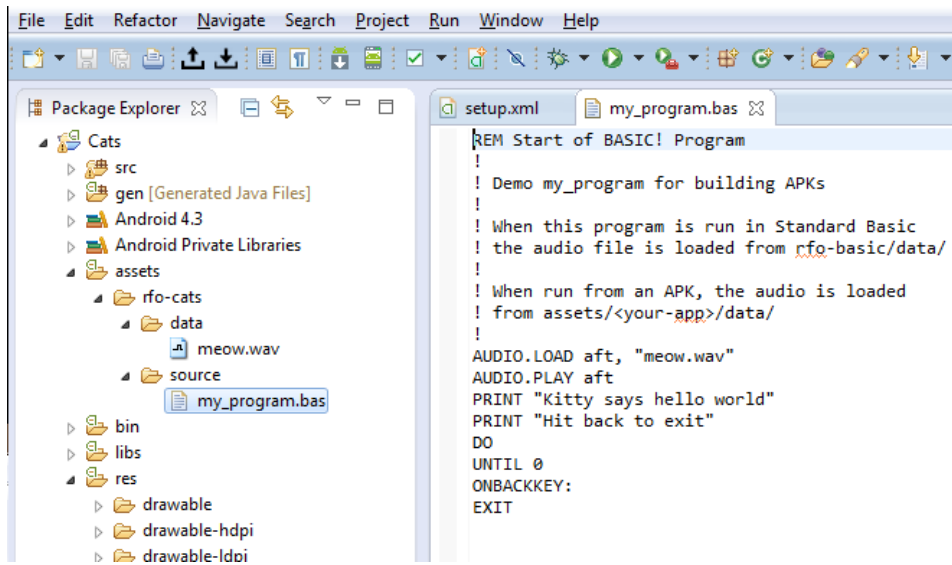 File Edit Refactor Navigate Search Project Run Window Help
Package Explorer
Cats
src
gen [Generated Java Files]
Android 4.3
Android Private Libraries
assets
rfo-cats
data
meow.wav
source
my_program.bas
bin
libs
res
drawable
drawable-hdpi
drawable-ldpi
setup.xml my_program.bas
REM Start of BASIC! Program
!
! Demo my_program for building APKs
!
! When this program is run in Standard Basic
! the audio file is loaded from rfo-basic/data/
!
! When run from an APK, the audio is loaded
! from assets/<your-app>/data/
!
AUDIO.LOAD aft, "meow.wav"
AUDIO.PLAY aft
PRINT "Kitty says hello world"
PRINT "Hit back to exit"
DO
UNTIL 0
ONBACKKEY:
EXIT